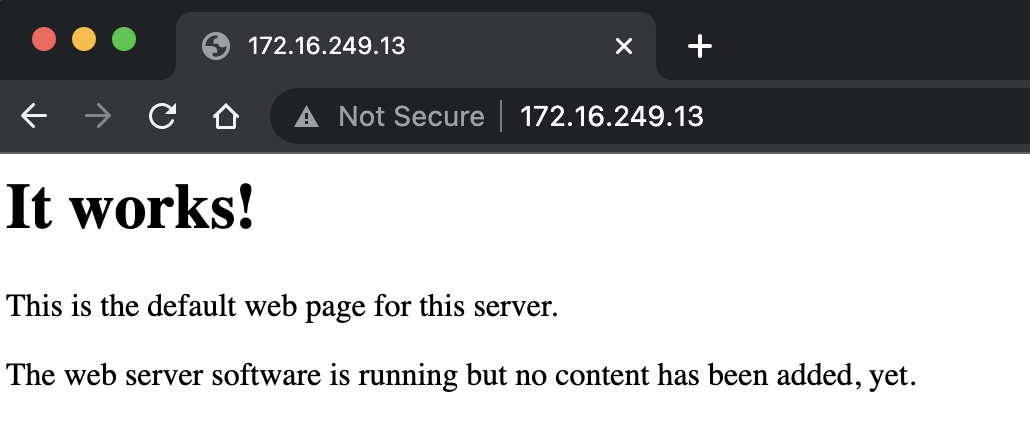 172.16.249.13
Not Secure 172.16.249.13
It works!
This is the default web page for this server.
The web server software is running but no content has been added, yet.